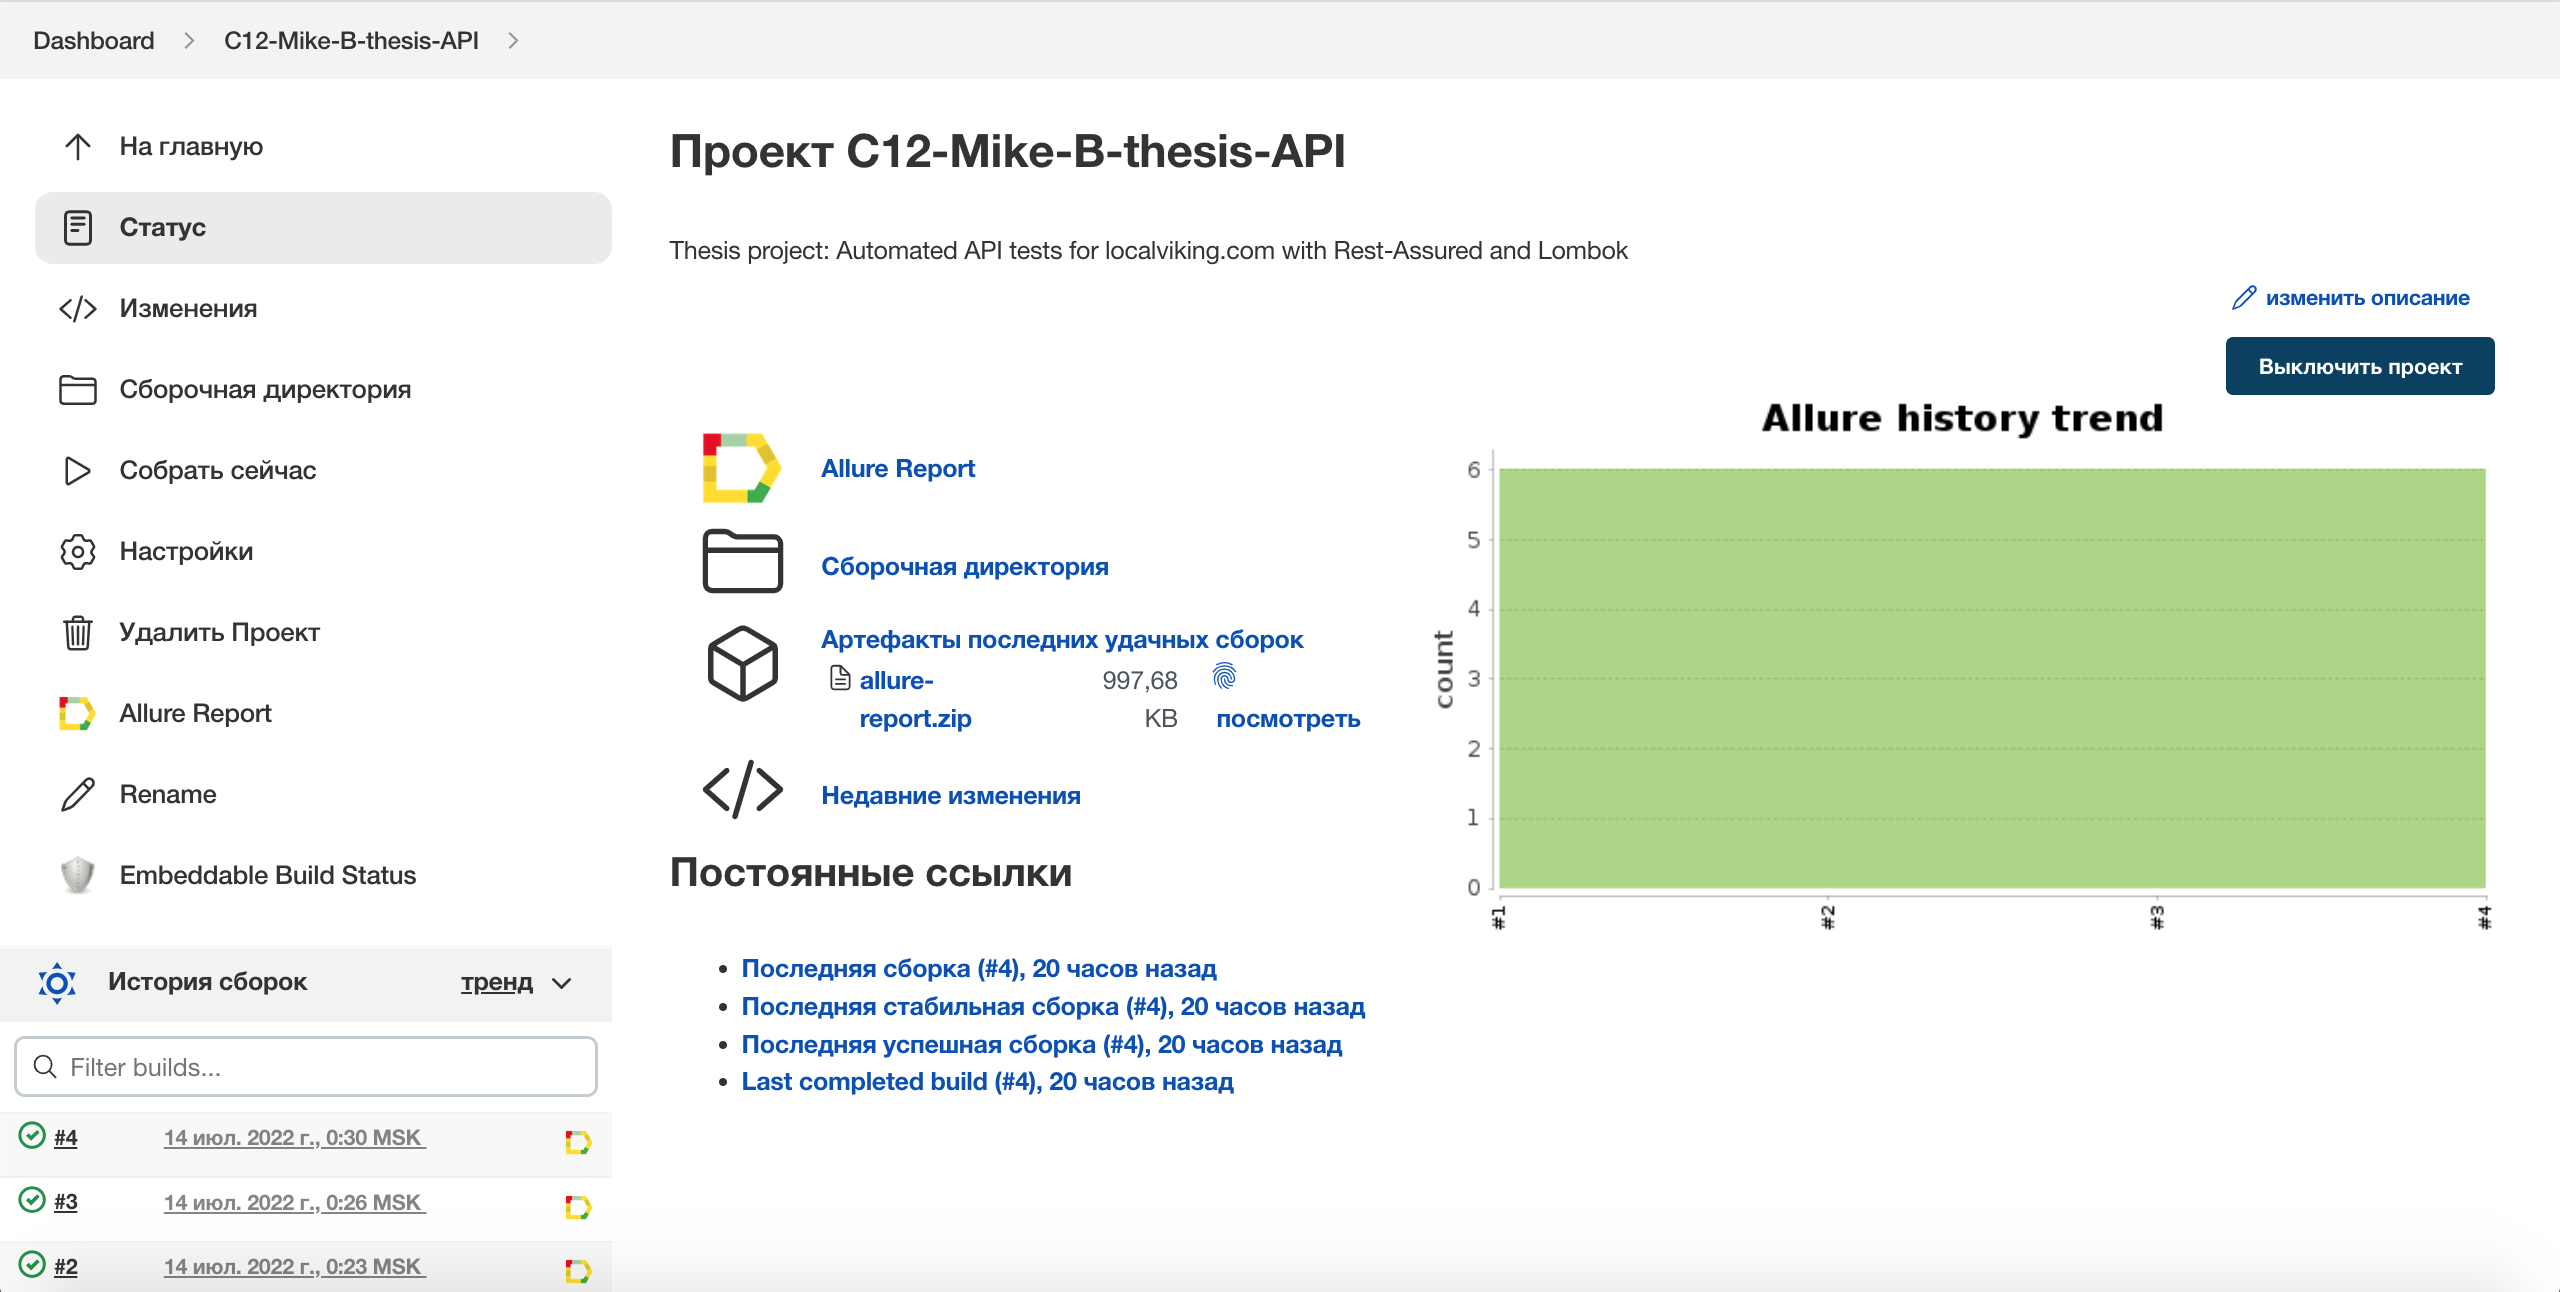 Dashboard
C12-Mike-B-thesis-API
На главную
Статус
Изменения
Сборочная директория
Собрать сейчас
Настройки
Удалить Проект
Allure Report
Rename
Embeddable Build Status
История сборок
тренд
Filter builds...
#4
14 июл. 2022 г., 0:30 MSK
#3
14 июл. 2022 г., 0:26 MSK
#2
14 июл. 2022 г., 0:23 MSK
Проект C12-Mike-B-thesis-API
Thesis project: Automated API tests for localviking.com with Rest-Assured and Lombok
изменить описание
Выключить проект
Allure Report
Сборочная директория
Артефакты последних удачных сборок
allure-
report.zip
997,68
KB
посмотреть
Недавние изменения
Постоянные ссылки
Последняя сборка (#4), 20 часов назад
Последняя стабильная сборка (#4), 20 часов назад
Последняя успешная сборка (#4), 20 часов назад
Last completed build (#4), 20 часов назад
Allure history trend
count
6
5
4
3
2
1
0
#1
#2
#3
#4